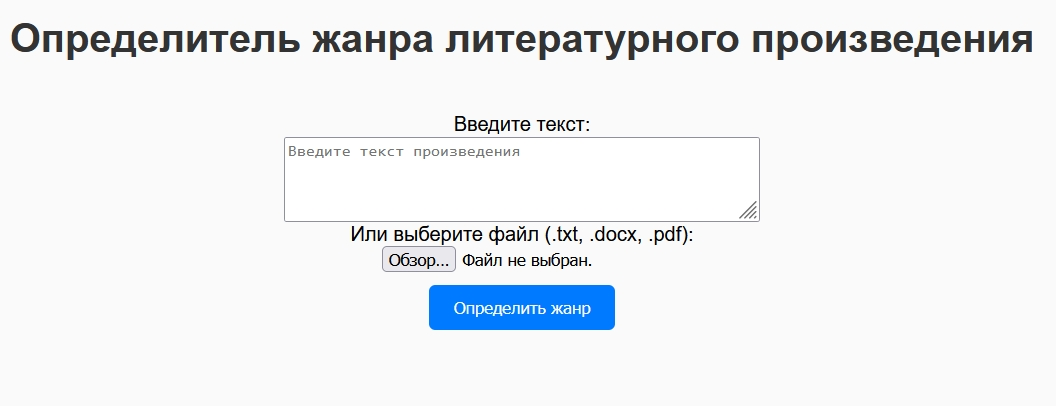 Определитель жанра литературного произведения
Введите текст:
Введите текст произведения
Или выберите файл (.txt, .docx, .pdf):
Обзор... Файл не выбран.
Определить жанр